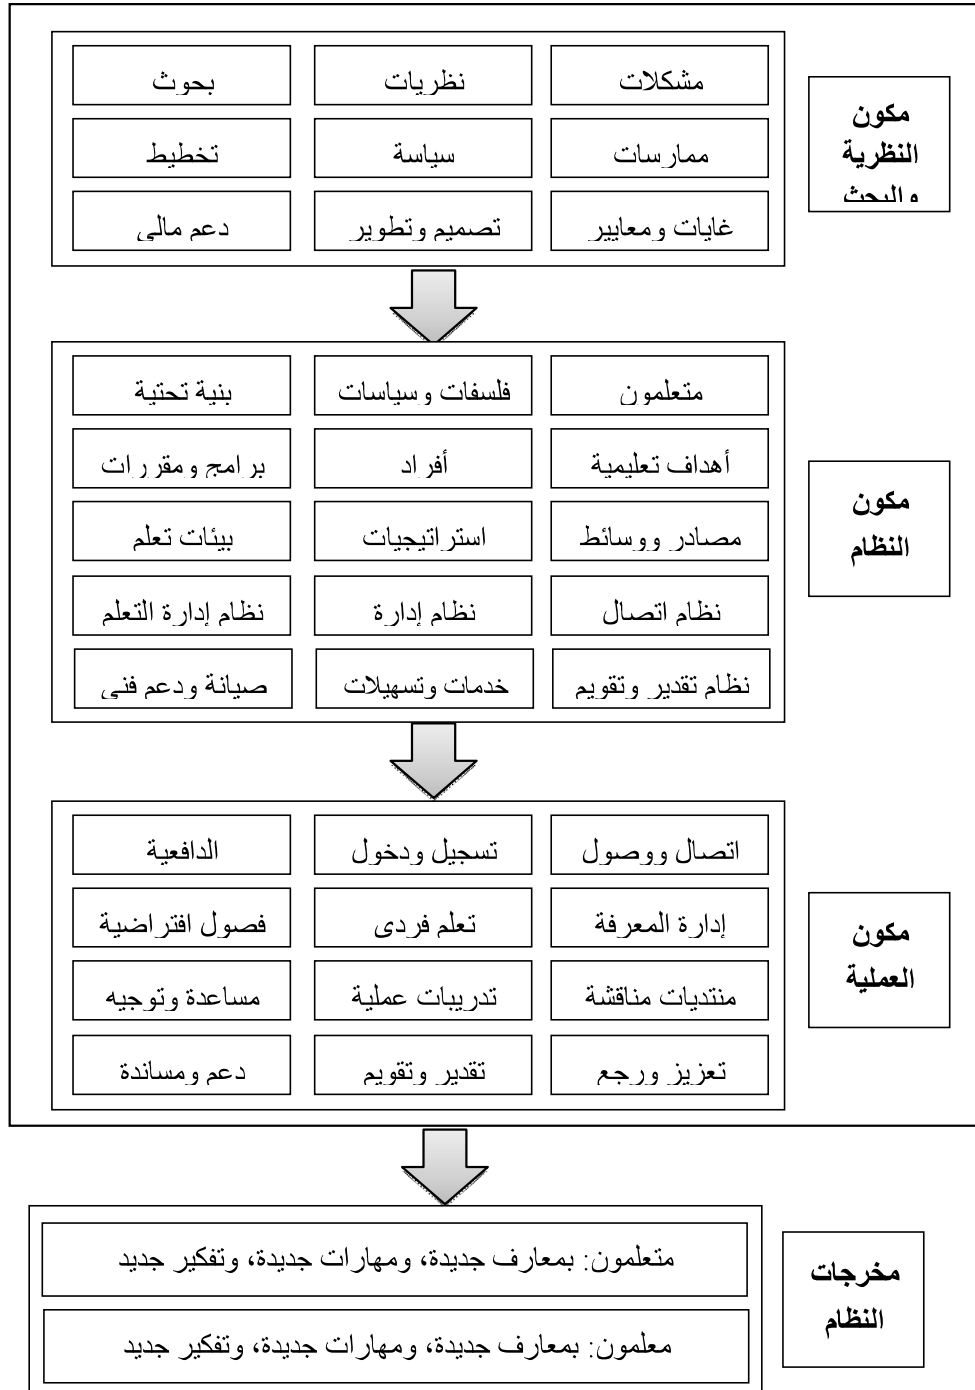 مكون
النظرية
والبحث
مشكلات
نظريات
بحوث
ممارسات
سياسة
تخطيط
غايات ومعايير
تصميم وتطوير
دعم مالى
مكون
النظام
متعلمون
فلسفات وسياسات
بنية تحتية
أهداف تعليمية
أفراد
برامج ومقررات
مصادر ووسائط
استراتيجيات
بيئات تعلم
نظام اتصال
نظام إدارة
نظام إدارة التعلم
نظام تقدير وتقويم
خدمات وتسهيلات
صيانة ودعم فنى
مكون
العملية
اتصال ووصول
تسجيل ودخول
الدافعية
إدارة المعرفة
تعلم فردى
فصول افتراضية
منتديات مناقشة
تدريبات عملية
مساعدة وتوجيه
تعزيز ورجع
تقدير وتقويم
دعم ومساندة
مخرجات
النظام
متعلمون: بمعارف جديدة، ومهارات جديدة، وتفكير جديد
معلمون: بمعارف جديدة، ومهارات جديدة، وتفكير جديد